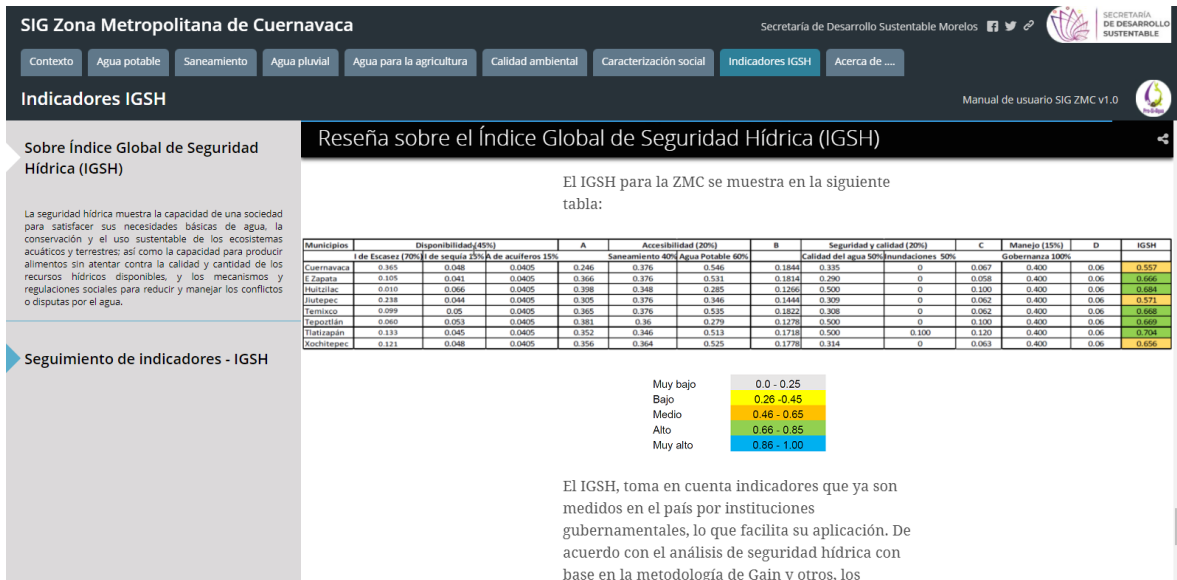 SIG Zona Metropolitana de Cuernavaca
Secretaría de Desarrollo Sustentable Morelos
SECRETARÍA
DE DESARROLLO
SUSTENTABLE
Contexto Agua potable Saneamiento Agua pluvial Agua para la agricultura Calidad ambiental Caracterización social Indicadores IGSH Acerca de ....
Indicadores IGSH
Manual de usuario SIG ZMC v1.0
Sobre Índice Global de Seguridad
Hídrica (IGSH)
La seguridad hídrica muestra la capacidad de una sociedad
para satisfacer sus necesidades básicas de agua, la
conservación y el uso sustentable de los ecosistemas
acuáticos y terrestres; así como la capacidad para producir
alimentos sin atentar contra la calidad y cantidad de los
recursos hídricos disponibles, y los mecanismos y
regulaciones sociales para reducir y manejar los conflictos
o disputas por el agua.
Seguimiento de indicadores - IGSH
Reseña sobre el Índice Global de Seguridad Hídrica (IGSH)
El IGSH para la ZMC se muestra en la siguiente
tabla:
Municipios Disponibilidad (45%) A Accesibilidad (20%) B Seguridad y calidad (20%) C Manejo (15%) D IGSH
I de Escasez (70%) I de sequía 15% A de acuíferos 15% Saneamiento 40% Agua Potable 60% Calidad del agua 50% Inundaciones 50% Gobernanza 100%
Cuernavaca 0.365 0.048 0.0405 0.246 0.376 0.546 0.1844 0.335 0 0.067 0.400 0.06 0.557
E Zapata 0.105 0.041 0.0405 0.366 0.376 0.531 0.1814 0.290 0 0.058 0.400 0.06 0.666
Huitzilac 0.010 0.066 0.0405 0.398 0.348 0.285 0.1266 0.500 0 0.100 0.400 0.06 0.684
Jiutepec 0.238 0.044 0.0405 0.305 0.376 0.346 0.1444 0.309 0 0.062 0.400 0.06 0.571
Temixco 0.099 0.05 0.0405 0.365 0.376 0.535 0.1822 0.308 0 0.062 0.400 0.06 0.668
Tepoztlán 0.060 0.053 0.0405 0.381 0.36 0.279 0.1278 0.500 0 0.100 0.400 0.06 0.669
Tlatizapán 0.133 0.045 0.0405 0.352 0.346 0.513 0.1718 0.500 0.100 0.120 0.400 0.06 0.704
Xochitepec 0.121 0.048 0.0405 0.356 0.364 0.525 0.1778 0.314 0 0.063 0.400 0.06 0.656
Muy bajo 0.0 - 0.25
Bajo 0.26 -0.45
Medio 0.46 - 0.65
Alto 0.66 - 0.85
Muy alto 0.86 - 1.00
El IGSH, toma en cuenta indicadores que ya son
medidos en el país por instituciones
gubernamentales, lo que facilita su aplicación. De
acuerdo con el análisis de seguridad hídrica con
base en la metodología de Gain y otros, los